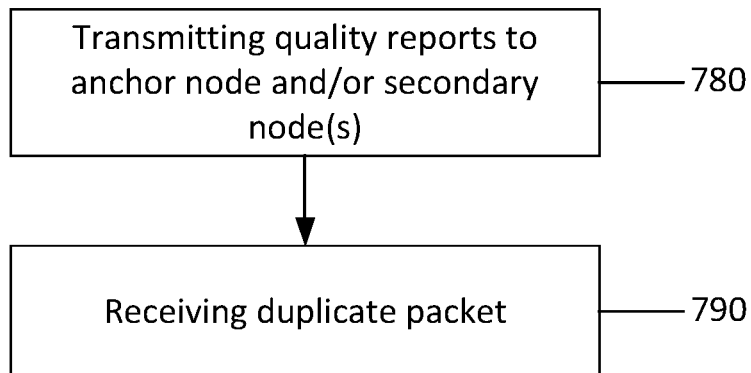 Transmitting quality reports to
anchor node and/or secondary
node(s)
780
Receiving duplicate packet
790